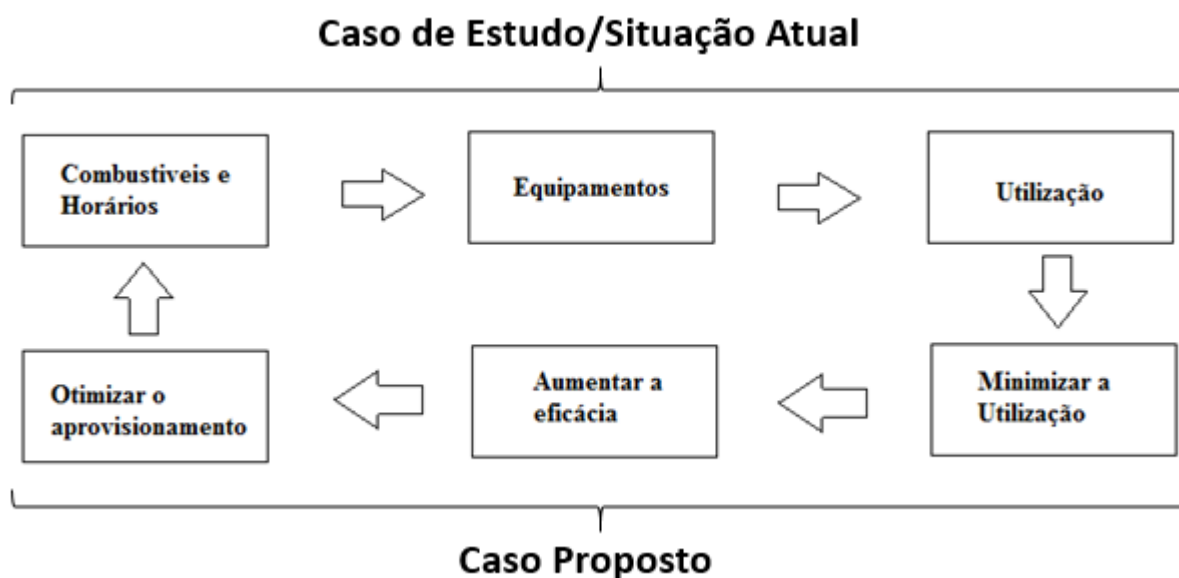 Caso de Estudo/Situação Atual
Combustiveis e
Horários
Equipamentos
Utilização
Otimizar o
aprovisionamento
Aumentar a
eficácia
Minimizar a
Utilização
Caso Proposto